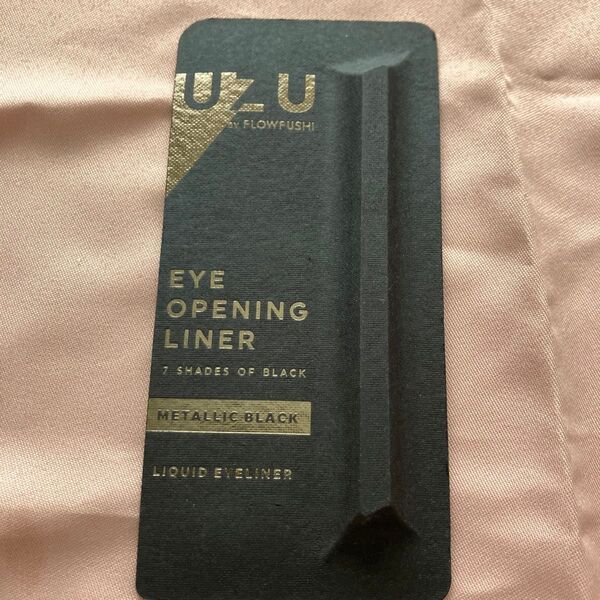 UZU
BY FLOWFUSHI
EYE
OPENING
LINER
7 SHADES OF BLACK
METALLIC BLACK
LIQUID EYELINER